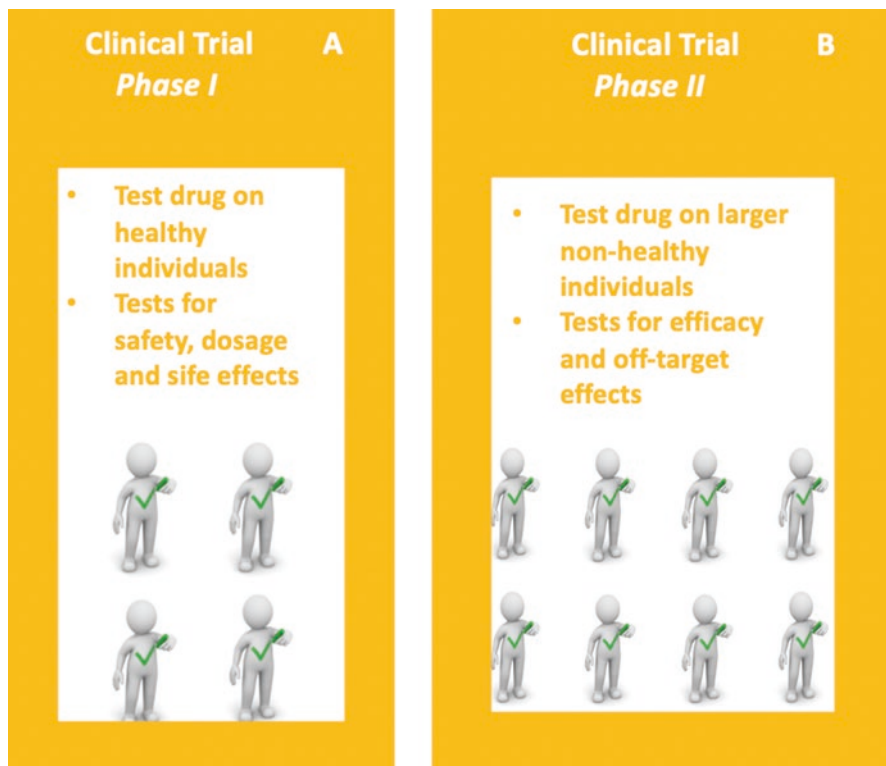 Clinical Trial A
Phase I
• Test drug on
healthy
individuals
• Tests for
safety, dosage
and sife effects
Clinical Trial B
Phase II
• Test drug on larger
non-healthy
individuals
• Tests for efficacy
and off-target
effects